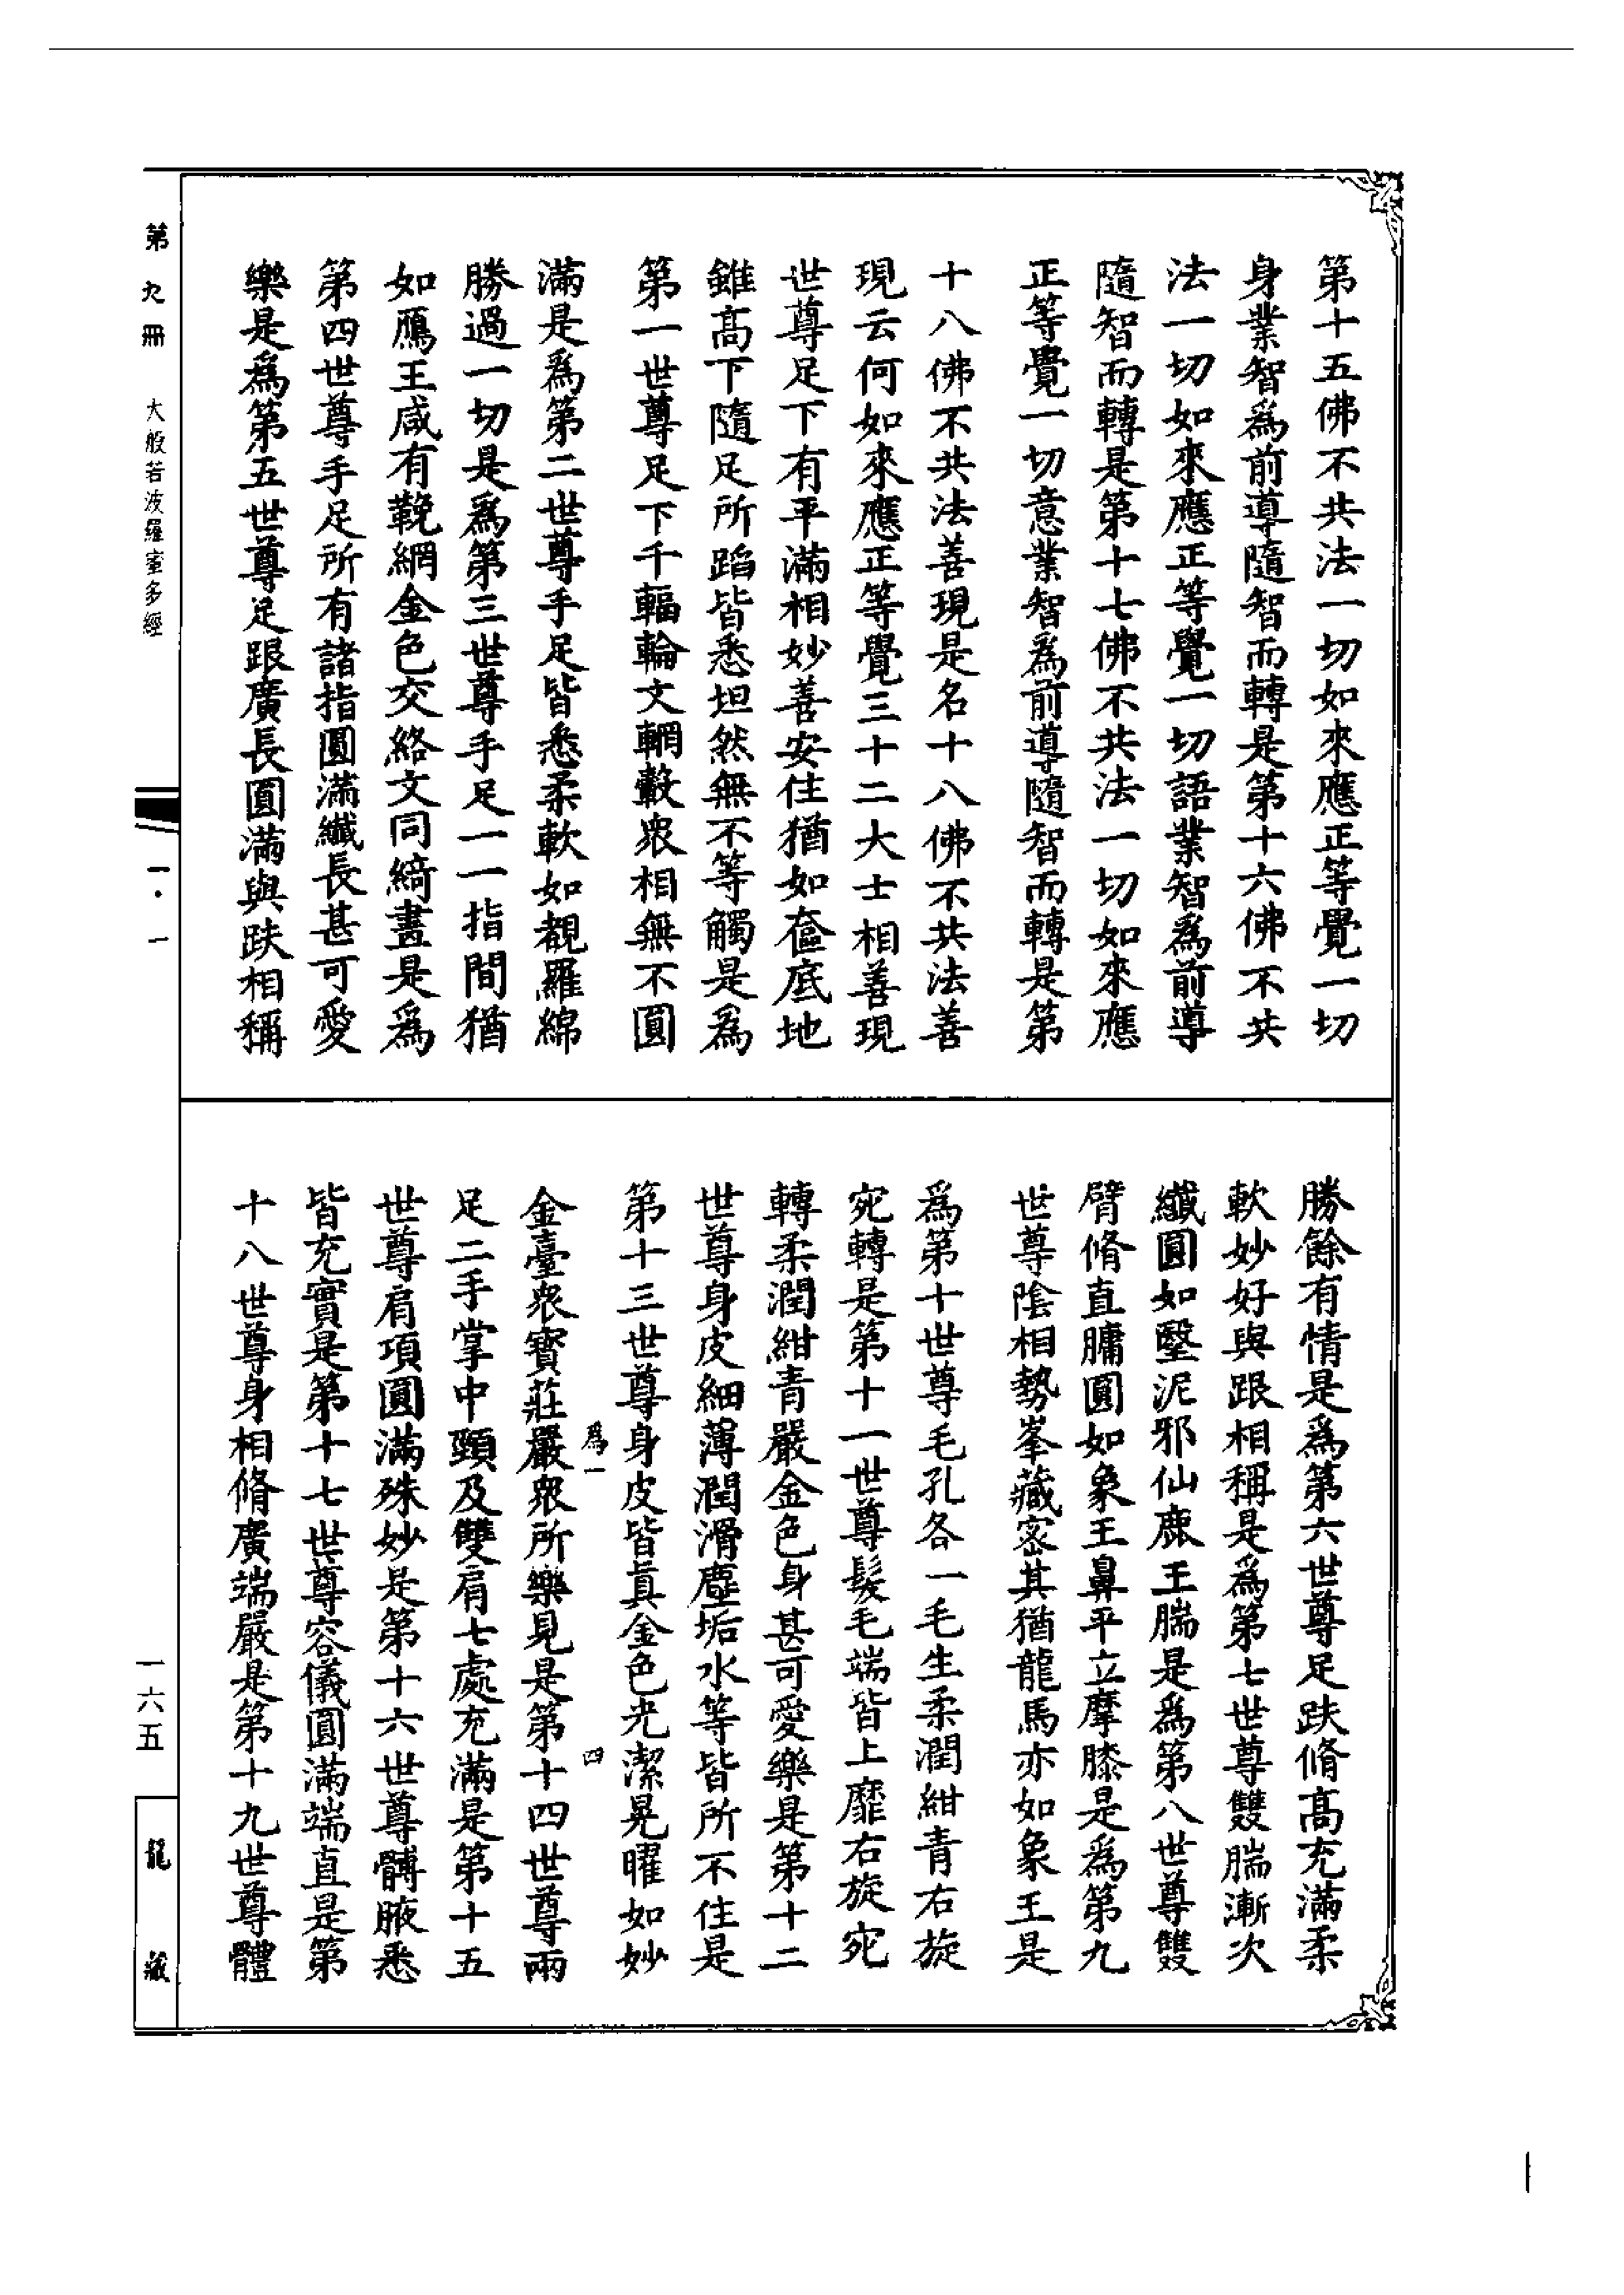 第十五佛不共法一切如來應正等覺一切
身業智爲前導隨智而轉是第十六佛不共
法一切如來應正等覺一切語業智爲前導
隨智而轉是第十七佛不共法一切如來應
正等覺一切意業智爲前導隨智而轉是第
十八佛不共法善現是名十八佛不共法善
現云何如來應正等覺三十二大士相善現
世尊足下有平滿相妙善安住猶如奩底地
雖高下隨足所蹈皆悉坦然無不等觸是爲
第一世尊足下千輻輪文輞轂衆相無不圓
滿是爲第二世尊手足皆悉柔軟如覩羅綿
勝過一切是爲第三世尊手足一一指間猶
如鴈王咸有鞔網金色交絡文同綺畫是爲
第四世尊手足所有諸指圓滿纖長甚可愛
樂是爲第五世尊足跟廣長圓滿與趺相稱
勝餘有情是爲第六世尊足趺脩高充滿柔
軟妙好與跟相稱是爲第七世尊雙腨漸次
纖圓如瑿泥邪仙鹿王腨是爲第八世尊雙
臂脩直𦟛圓如象王鼻平立摩膝是爲第九
世尊陰相勢峯藏密其猶龍馬亦如象王是
爲第十世尊毛孔各一毛生柔潤紺青右旋
宛轉是第十一世尊髮毛端皆上靡右旋宛
轉柔潤紺青嚴金色身甚可愛樂是第十二
世尊身皮細薄潤滑塵垢水等皆所不住是
第十三世尊身皮皆真金色光潔晃曜如妙
爲一 四
金臺衆寶莊嚴衆所樂見是第十四世尊兩
足二手掌中頸及雙肩七處充滿是第十五
世尊肩項圓滿殊妙是第十六世尊髆腋悉
皆充實是第十七世尊容儀圓滿端直是第
十八世尊身相脩廣端嚴是第十九世尊體
第九冊 大般若波羅蜜多經 一·一 一六五 龍藏